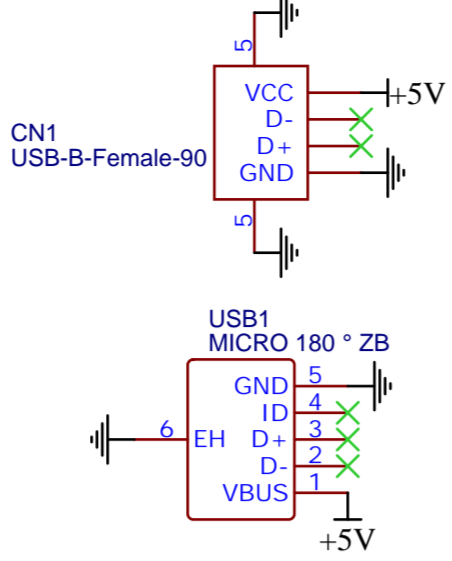 5
VCC +5V
D-
D+
GND
CN1
USB-B-Female-90
5
USB1
MICRO 180 ° ZB
GND 5
ID 4
6 EH D+ 3
D- 2
VBUS 1
+5V